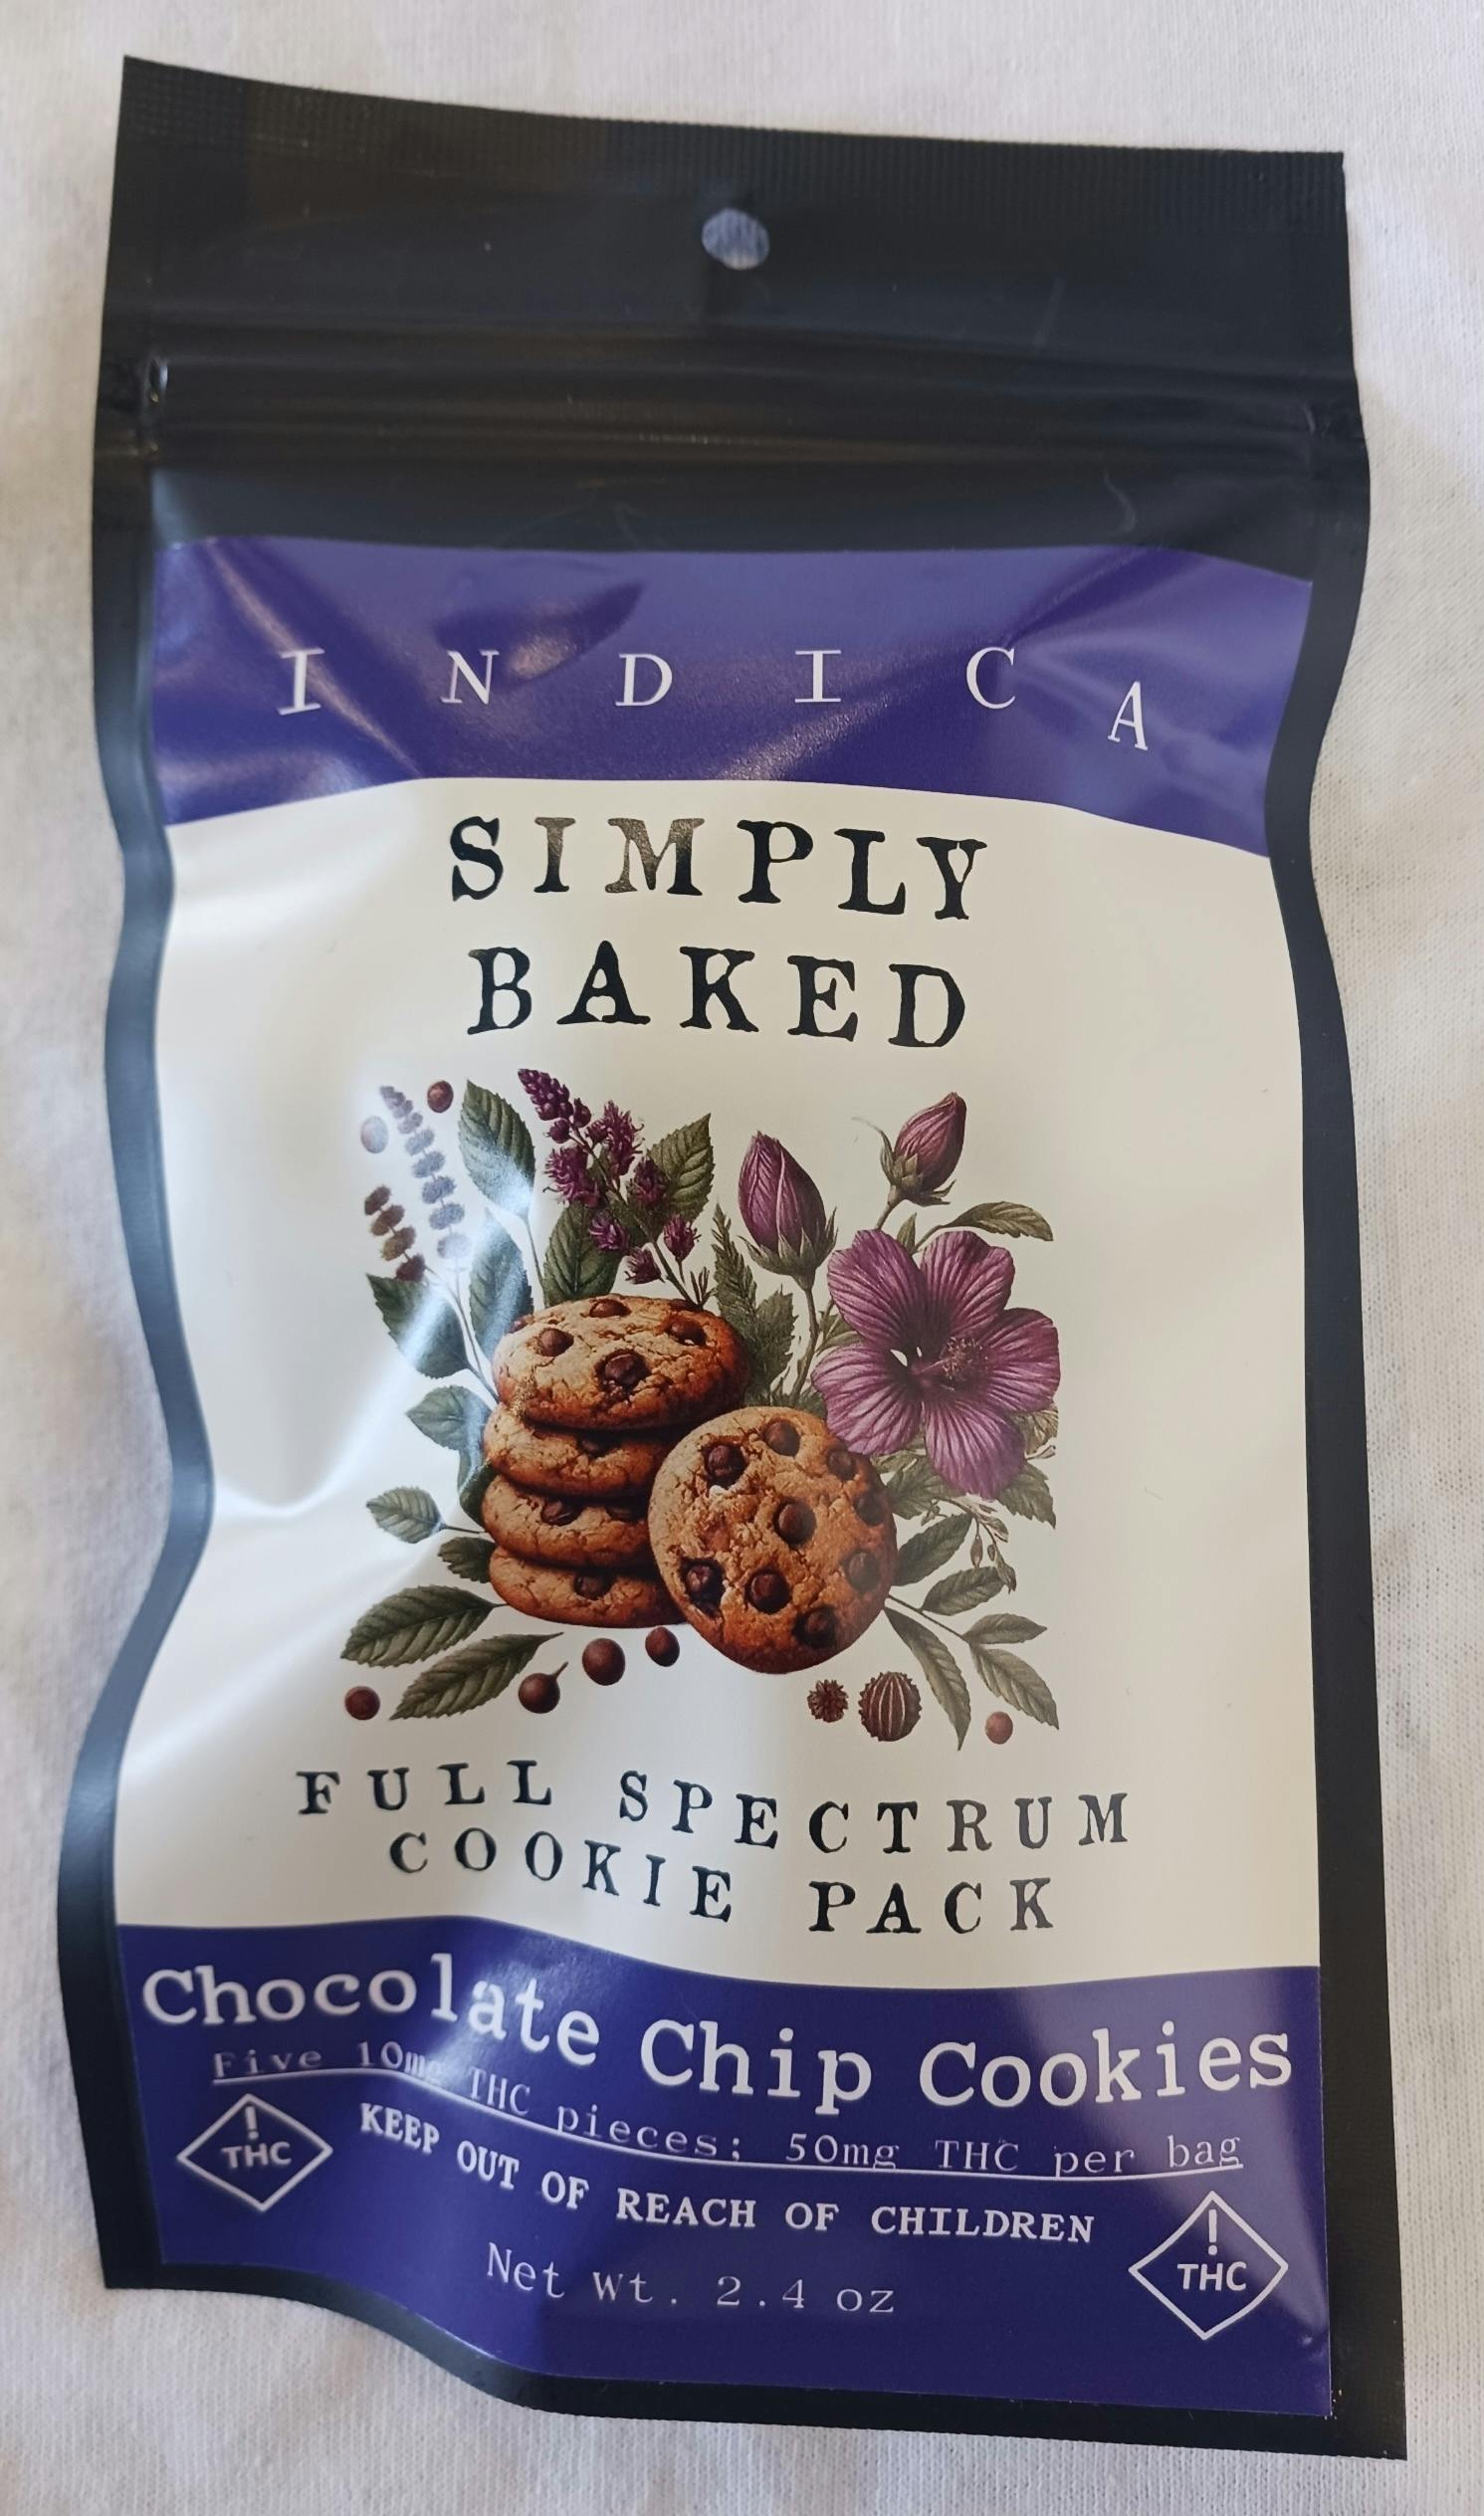 INDICA
SIMPLY
BAKED
FULL SPECTRUM
COOKIE PACK
Chocolate Chip Cookies
Five 10mg THC pieces; 50mg THC per bag
! THC
KEEP OUT OF REACH OF CHILDREN
! THC
Net wt. 2.4 oz